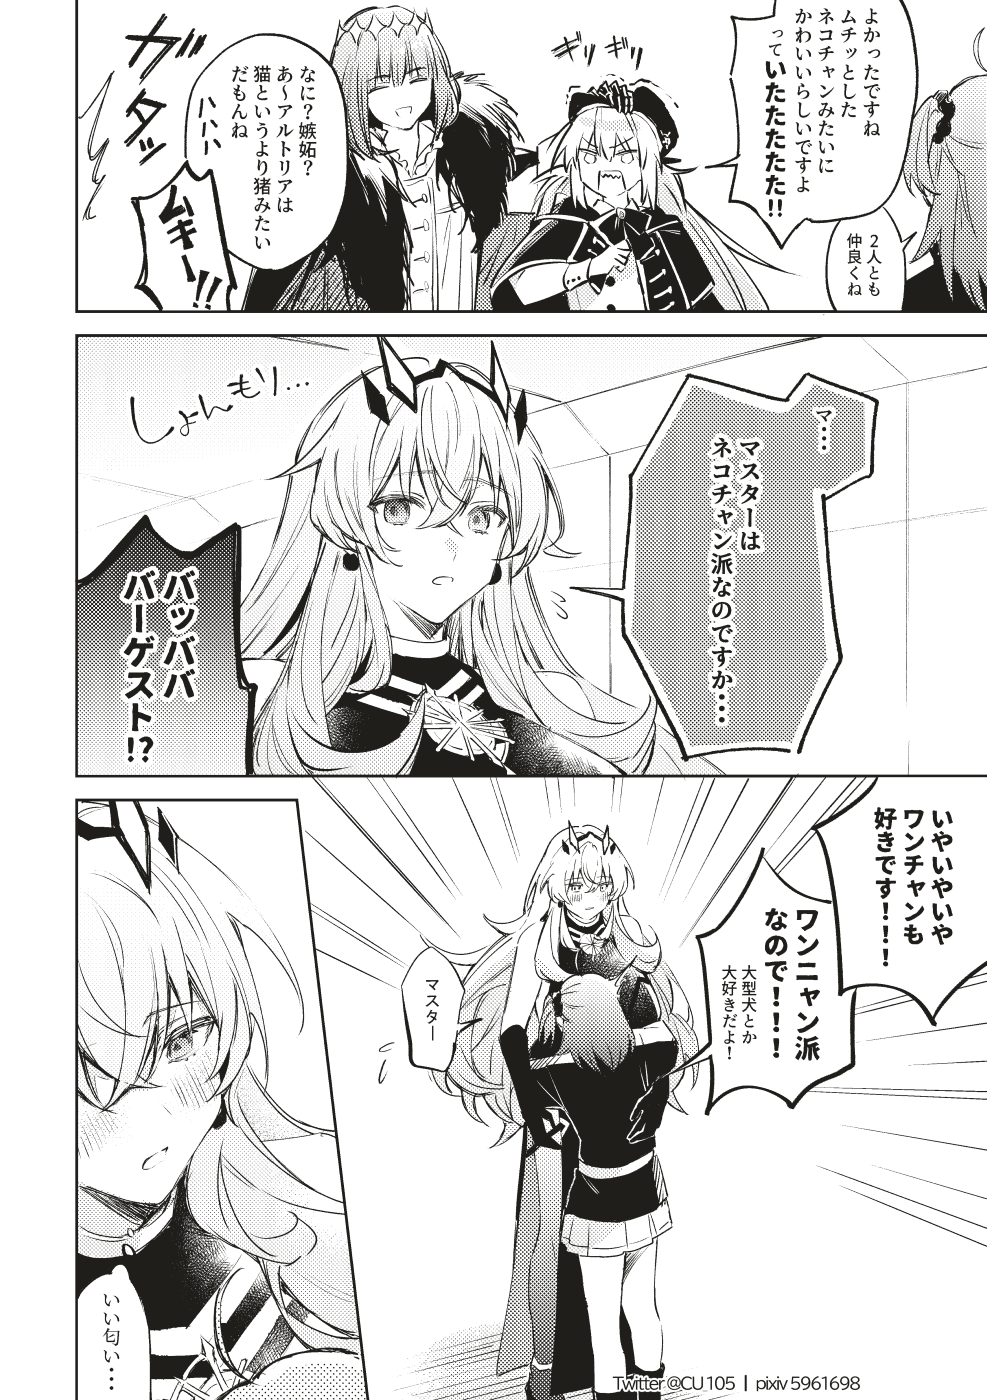 よかったですね
ムチッとした
ネコチャンみたいに
かわいいらしいですよ
っていたたたたた!!
2人とも
仲良くね
ギリギリ
なに?嫉妬?
あ～アルトリアは
猫というより猪みたい
だもんね
ハハハ
ムキー!!
ガタッ
マ・・・
マスターは
ネコチャン派なのですか・・・
しょんもり...
バッババ
バーゲスト!?
いやいやいや
ワンチャンも
好きです!!!
ワンニャン派
なので!!!
大型犬とか
大好きだよ!
マスター
いい匂い・・・
Twitter @CU105 | pixiv 5961698